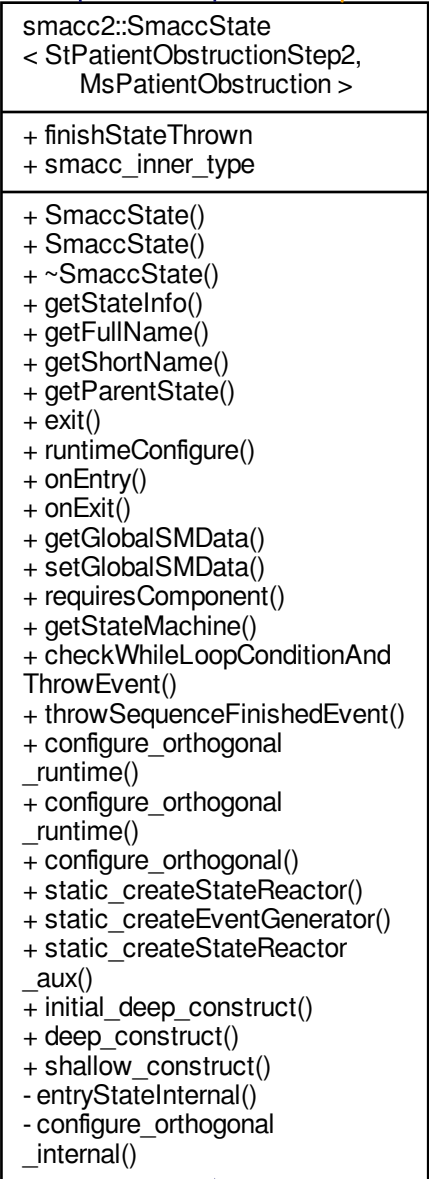 smacc2::SmaccState
< StPatientObstructionStep2,
MsPatientObstruction >
+ finishStateThrown
+ smacc_inner_type
+ SmaccState()
+ SmaccState()
+ ~SmaccState()
+ getStateInfo()
+ getFullName()
+ getShortName()
+ getParentState()
+ exit()
+ runtimeConfigure()
+ onEntry()
+ onExit()
+ getGlobalSMData()
+ setGlobalSMData()
+ requiresComponent()
+ getStateMachine()
+ checkWhileLoopConditionAnd
ThrowEvent()
+ throwSequenceFinishedEvent()
+ configure_orthogonal
_runtime()
+ configure_orthogonal
_runtime()
+ configure_orthogonal()
+ static_createStateReactor()
+ static_createEventGenerator()
+ static_createStateReactor
_aux()
+ initial_deep_construct()
+ deep_construct()
+ shallow_construct()
- entryStateInternal()
- configure_orthogonal
_internal()